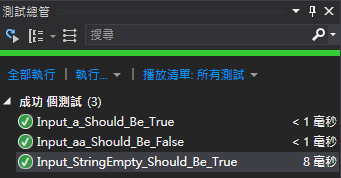 測試總管
搜尋
全部執行 | 執行... | 播放清單: 所有測試
成功 個測試 (3)
Input_a_Should_Be_True < 1 毫秒
Input_aa_Should_Be_False < 1 毫秒
Input_StringEmpty_Should_Be_True 8 毫秒